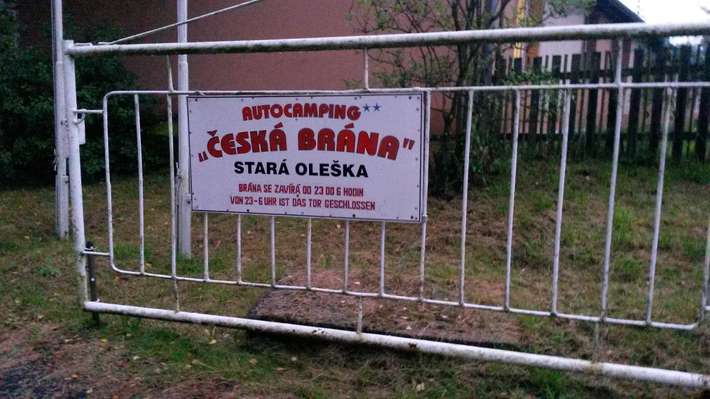 AUTOCAMPING **
„ČESKÁ BRÁNA"
STARÁ OLEŠKA
BRÁNA SE ZAVÍRÁ OD 23 DO 6 HODIN
VON 23-6 UHR IST DAS TOR GESCHLOSSEN